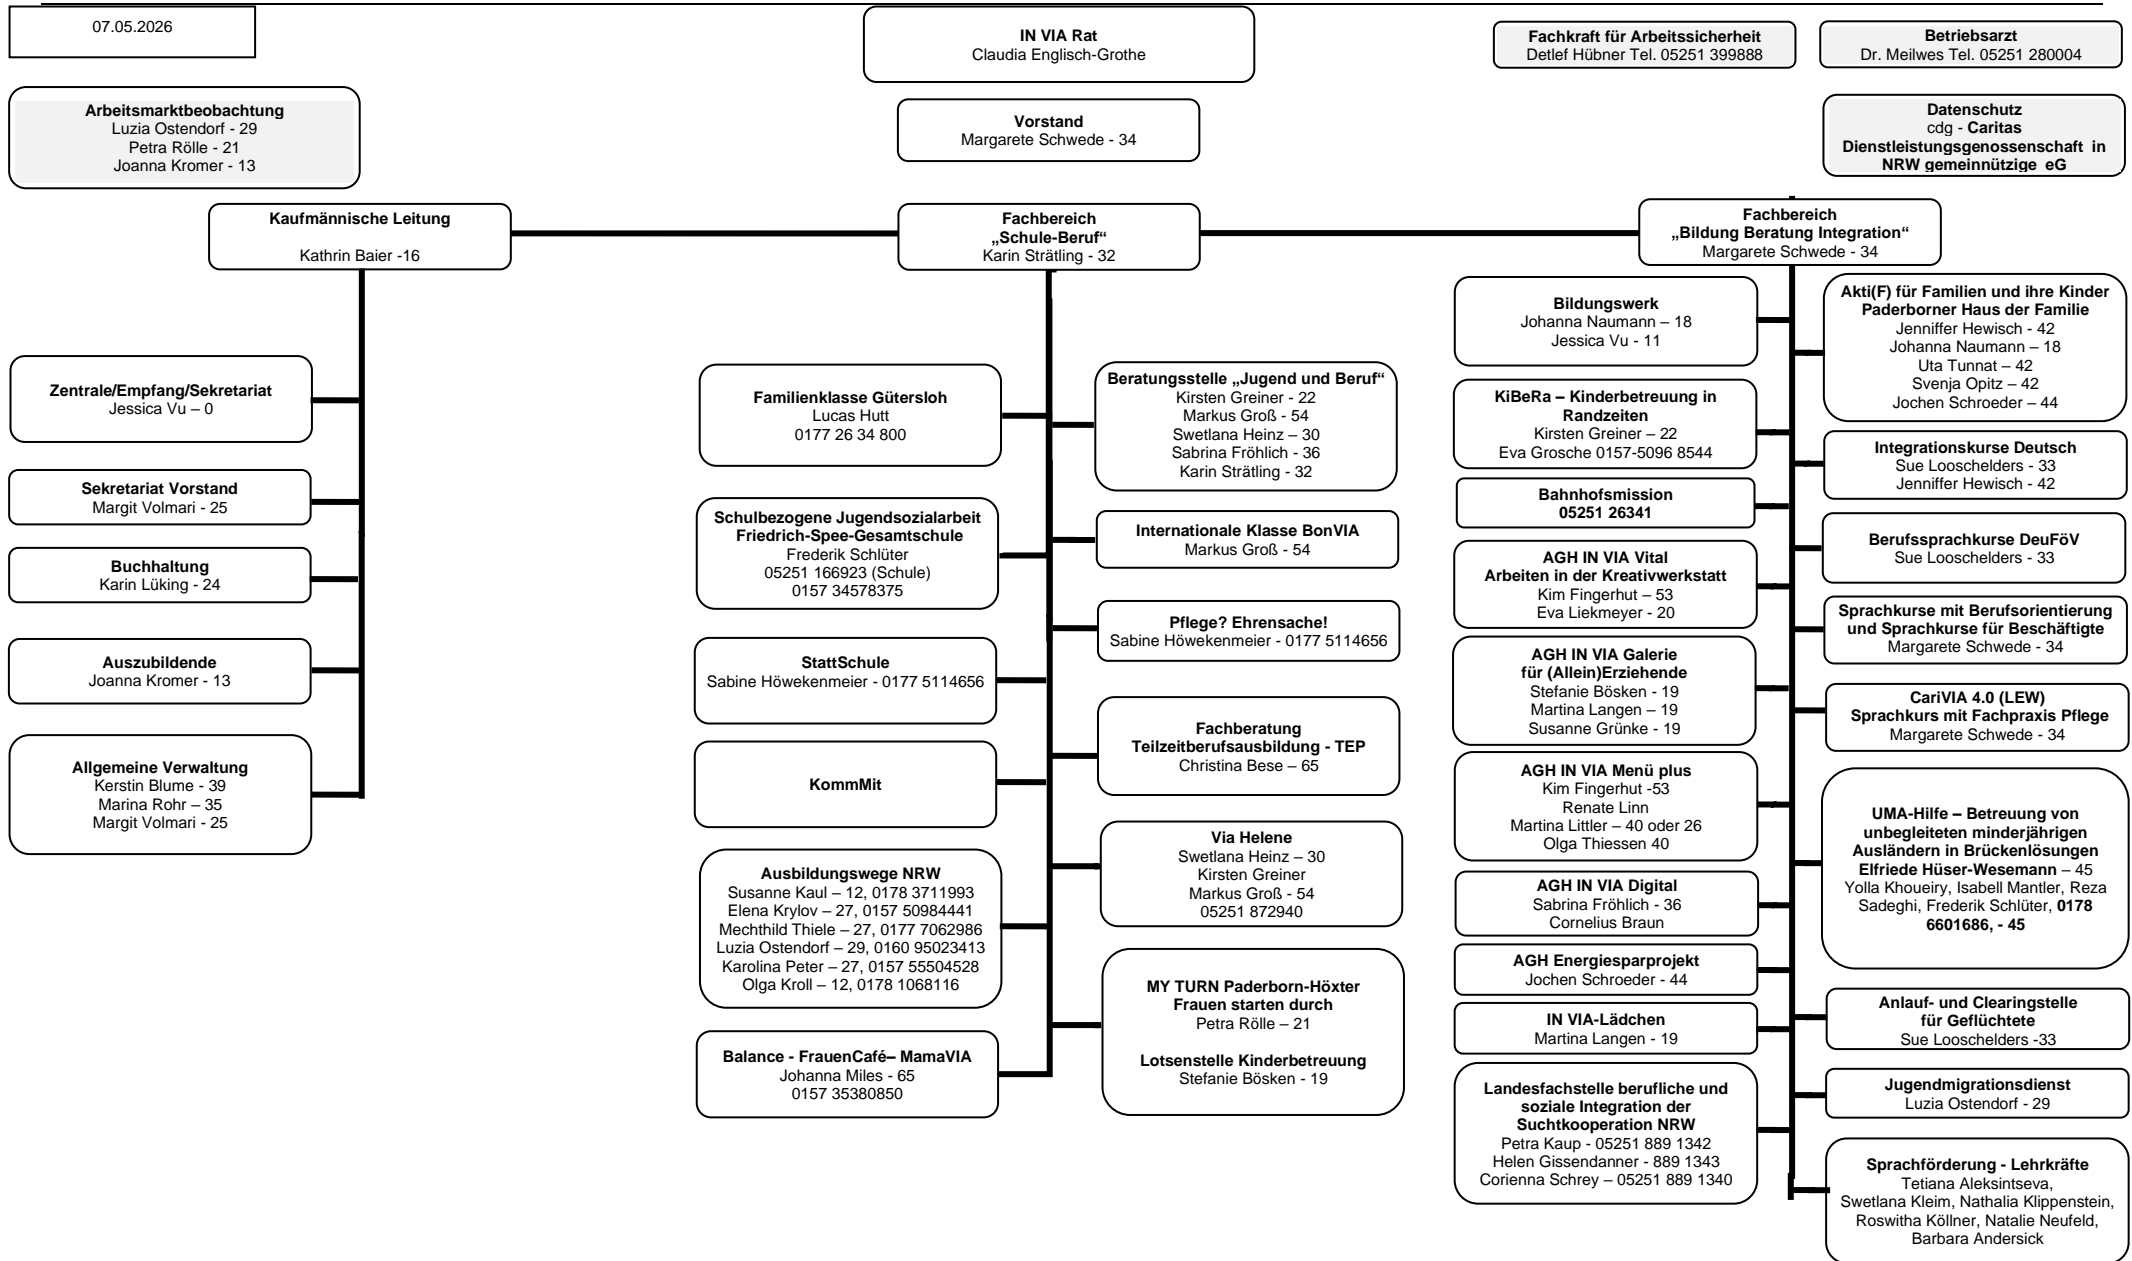 07.05.2026
IN VIA Rat
Claudia Englisch-Grothe
Fachkraft für Arbeitssicherheit
Detlef Hübner Tel. 05251 399888
Betriebsarzt
Dr. Meilwes Tel. 05251 280004
Arbeitsmarktbeobachtung
Luzia Ostendorf - 29
Petra Rölle - 21
Joanna Kromer - 13
Vorstand
Margarete Schwede - 34
Datenschutz
cdg - Caritas
Dienstleistungsgenossenschaft in
NRW gemeinnützige eG
Kaufmännische Leitung
Kathrin Baier -16
Fachbereich
„Schule-Beruf“
Karin Strätling - 32
Fachbereich
„Bildung Beratung Integration“
Margarete Schwede - 34
Zentrale/Empfang/Sekretariat
Jessica Vu – 0
Sekretariat Vorstand
Margit Volmari - 25
Buchhaltung
Karin Lüking - 24
Auszubildende
Joanna Kromer - 13
Allgemeine Verwaltung
Kerstin Blume - 39
Marina Rohr – 35
Margit Volmari - 25
Familienklasse Gütersloh
Lucas Hutt
0177 26 34 800
Schulbezogene Jugendsozialarbeit
Friedrich-Spee-Gesamtschule
Frederik Schlüter
05251 166923 (Schule)
0157 34578375
StattSchule
Sabine Höwekenmeier - 0177 5114656
KommMit
Ausbildungswege NRW
Susanne Kaul – 12, 0178 3711993
Elena Krylov – 27, 0157 50984441
Mechthild Thiele – 27, 0177 7062986
Luzia Ostendorf – 29, 0160 95023413
Karolina Peter – 27, 0157 55504528
Olga Kroll – 12, 0178 1068116
Balance - FrauenCafé– MamaVIA
Johanna Miles - 65
0157 35380850
Beratungsstelle „Jugend und Beruf“
Kirsten Greiner - 22
Markus Groß - 54
Swetlana Heinz – 30
Sabrina Fröhlich - 36
Karin Strätling - 32
Internationale Klasse BonVIA
Markus Groß - 54
Pflege? Ehrensache!
Sabine Höwekenmeier - 0177 5114656
Fachberatung
Teilzeitberufsausbildung - TEP
Christina Bese – 65
Via Helene
Swetlana Heinz – 30
Kirsten Greiner
Markus Groß - 54
05251 872940
MY TURN Paderborn-Höxter
Frauen starten durch
Petra Rölle – 21
Lotsenstelle Kinderbetreuung
Stefanie Bösken - 19
Bildungswerk
Johanna Naumann – 18
Jessica Vu - 11
KiBeRa – Kinderbetreuung in
Randzeiten
Kirsten Greiner – 22
Eva Grosche 0157-5096 8544
Bahnhofsmission
05251 26341
AGH IN VIA Vital
Arbeiten in der Kreativwerkstatt
Kim Fingerhut – 53
Eva Liekmeyer - 20
AGH IN VIA Galerie
für (Allein)Erziehende
Stefanie Bösken - 19
Martina Langen – 19
Susanne Grünke - 19
AGH IN VIA Menü plus
Kim Fingerhut -53
Renate Linn
Martina Littler – 40 oder 26
Olga Thiessen 40
AGH IN VIA Digital
Sabrina Fröhlich - 36
Cornelius Braun
AGH Energiesparprojekt
Jochen Schroeder - 44
IN VIA-Lädchen
Martina Langen - 19
Landesfachstelle berufliche und
soziale Integration der
Suchtkooperation NRW
Petra Kaup - 05251 889 1342
Helen Gissendanner - 889 1343
Corienna Schrey – 05251 889 1340
Akti(F) für Familien und ihre Kinder
Paderborner Haus der Familie
Jenniffer Hewisch - 42
Johanna Naumann – 18
Uta Tunnat – 42
Svenja Opitz – 42
Jochen Schroeder – 44
Integrationskurse Deutsch
Sue Looschelders - 33
Jenniffer Hewisch - 42
Berufssprachkurse DeuFöV
Sue Looschelders - 33
Sprachkurse mit Berufsorientierung
und Sprachkurse für Beschäftigte
Margarete Schwede - 34
CariVIA 4.0 (LEW)
Sprachkurs mit Fachpraxis Pflege
Margarete Schwede - 34
UMA-Hilfe – Betreuung von
unbegleiteten minderjährigen
Ausländern in Brückenlösungen
Elfriede Hüser-Wesemann – 45
Yolla Khoueiry, Isabell Mantler, Reza
Sadeghi, Frederik Schlüter, 0178
6601686, - 45
Anlauf- und Clearingstelle
für Geflüchtete
Sue Looschelders -33
Jugendmigrationsdienst
Luzia Ostendorf - 29
Sprachförderung - Lehrkräfte
Tetiana Aleksintseva,
Swetlana Kleim, Nathalia Klippenstein,
Roswitha Köllner, Natalie Neufeld,
Barbara Andersick